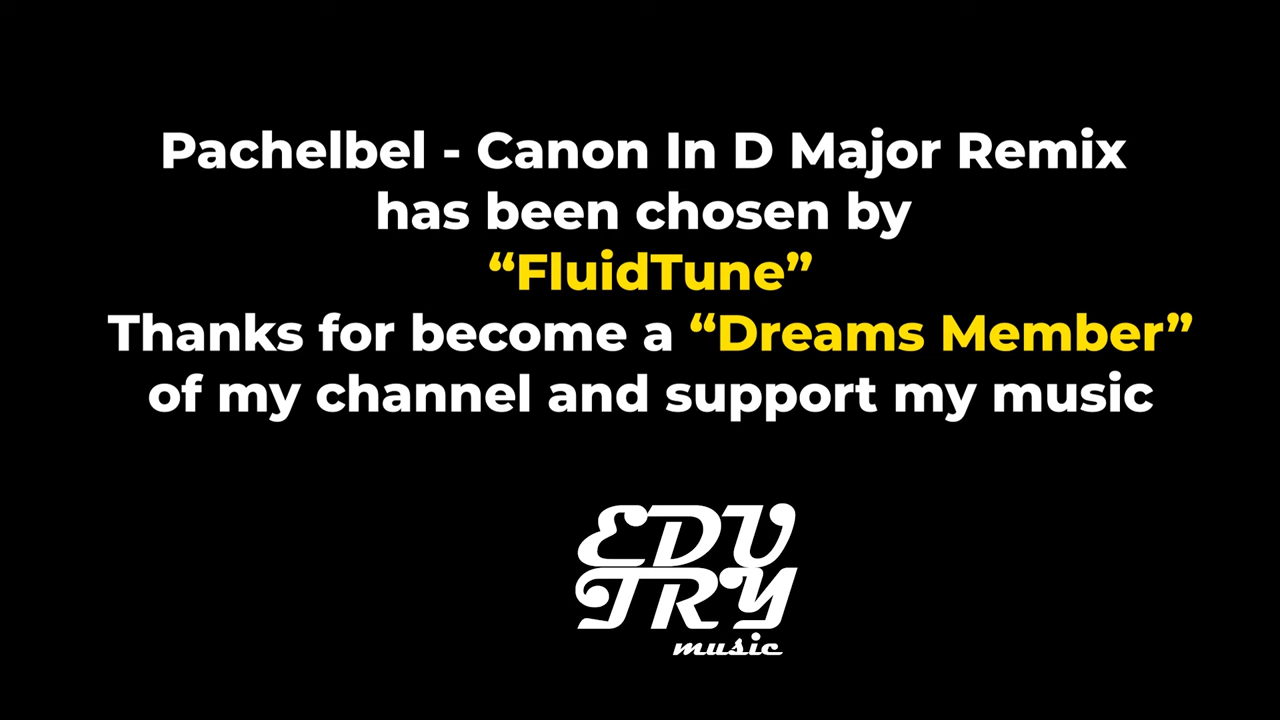 Pachelbel - Canon In D Major Remix
has been chosen by
“FluidTune”
Thanks for become a “Dreams Member”
of my channel and support my music
EDU
TRY
music